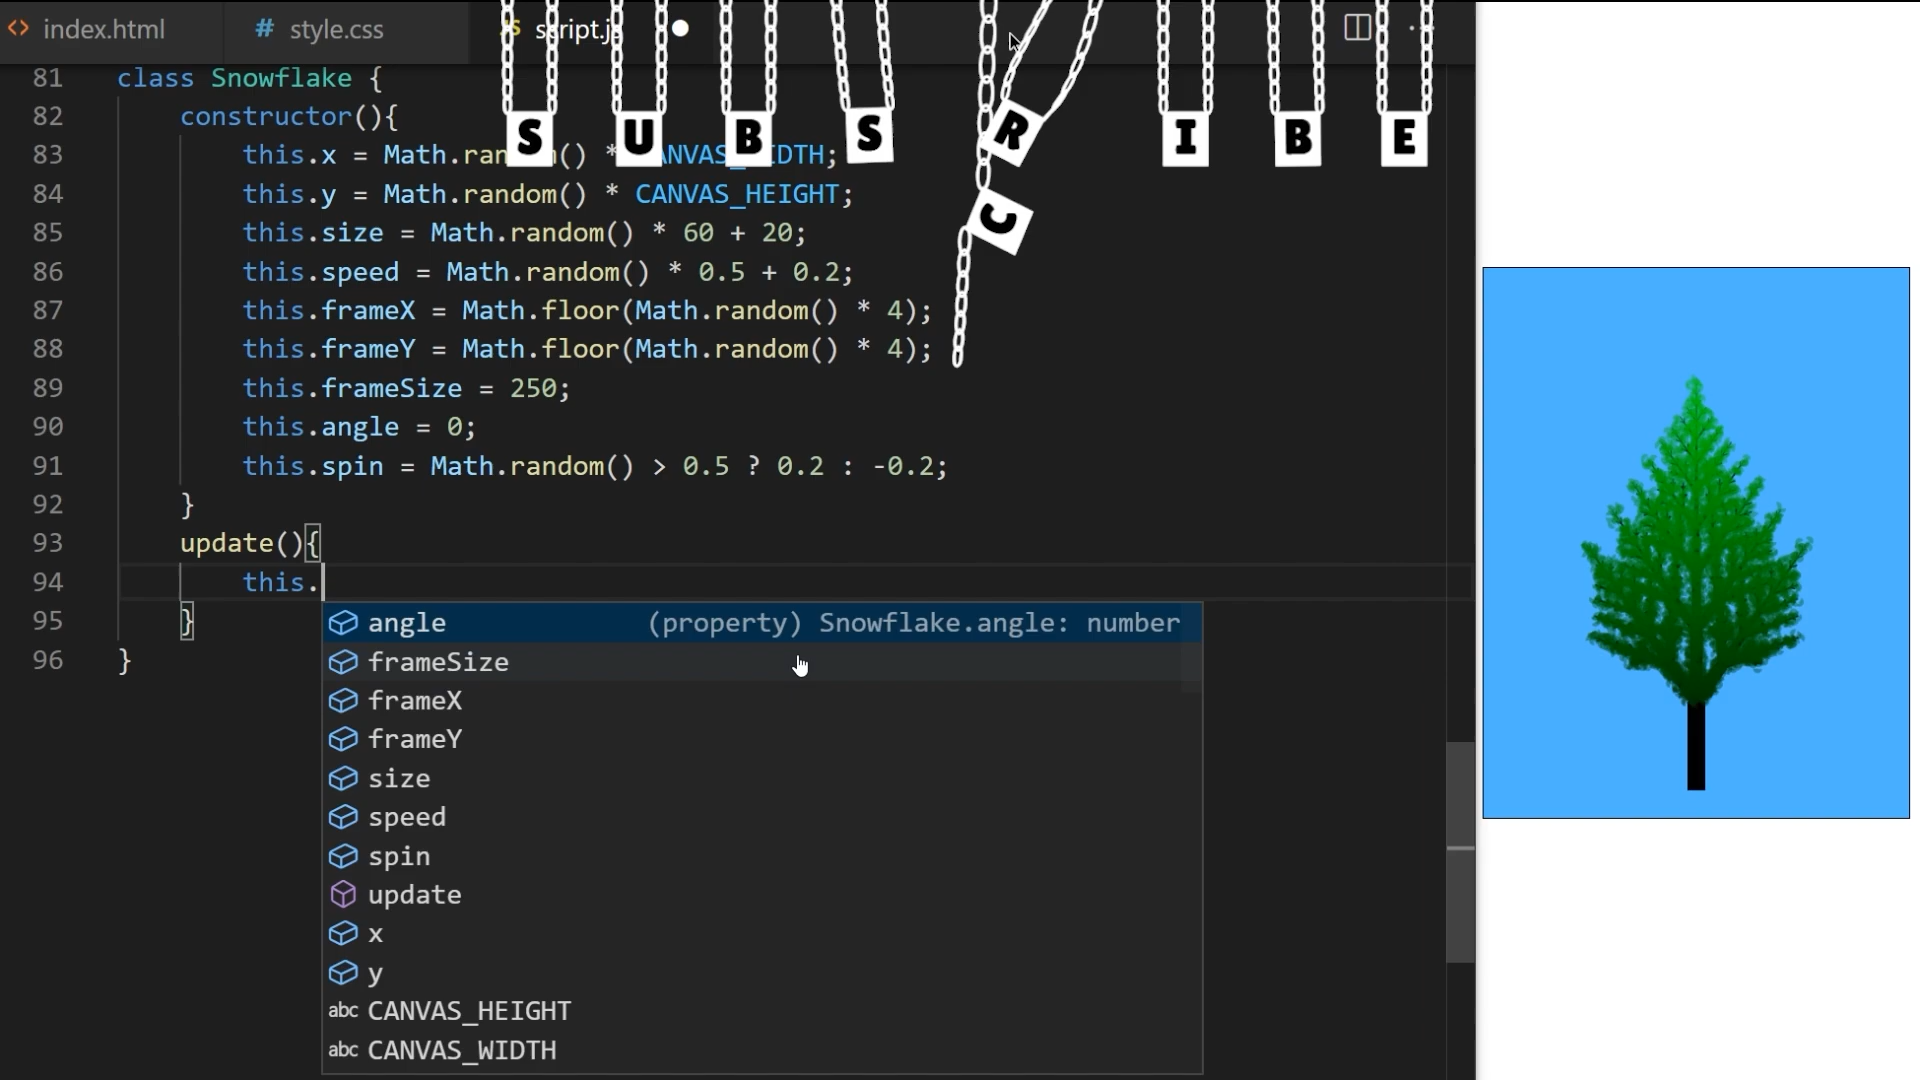 index.html
# style.css
script.js
S U B S C R I B E
81 class Snowflake {
82 constructor(){
83 this.x = Math.ran () * ANVAS_ DTH;
84 this.y = Math.random() * CANVAS_HEIGHT;
85 this.size = Math.random() * 60 + 20;
86 this.speed = Math.random() * 0.5 + 0.2;
87 this.frameX = Math.floor(Math.random() * 4);
88 this.frameY = Math.floor(Math.random() * 4);
89 this.frameSize = 250;
90 this.angle = 0;
91 this.spin = Math.random() > 0.5 ? 0.2 : -0.2;
92 }
93 update(){
94 this.
95 }
96 }
angle (property) Snowflake.angle: number
frameSize
frameX
frameY
size
speed
spin
update
x
y
abc CANVAS_HEIGHT
abc CANVAS_WIDTH